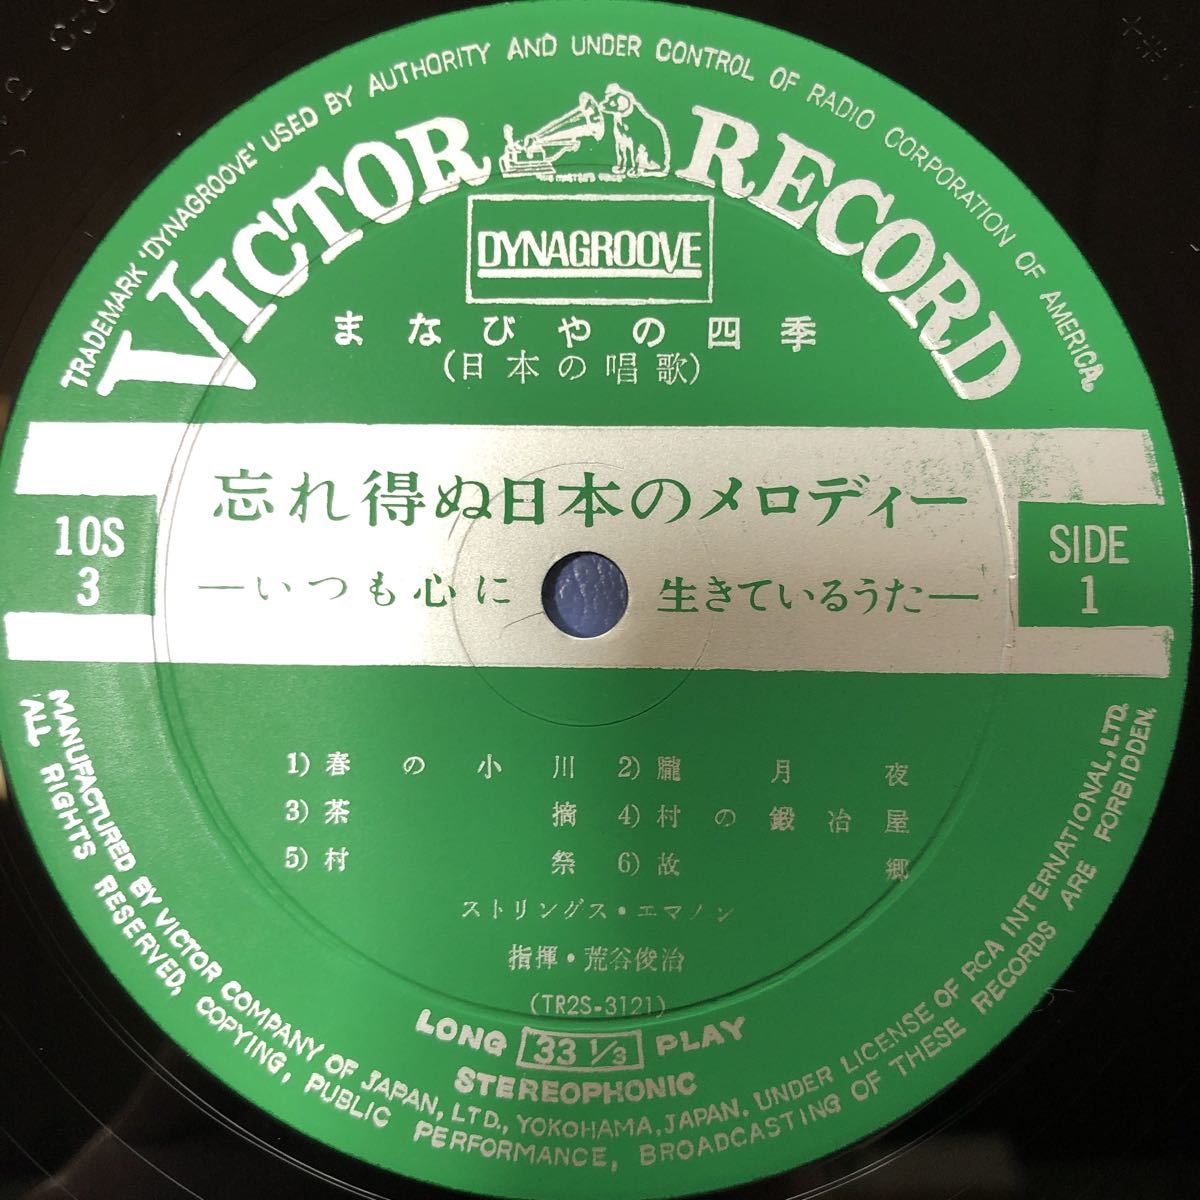 TRADEMARK 'DYNAGROOVE' USED BY AUTHORITY AND UNDER CONTROL OF RADIO CORPORATION OF AMERICA.
VICTOR RECORD
"HIS MASTER'S VOICE"
DYNAGROOVE
まなびやの四季
(日本の唱歌)
忘れ得ぬ日本のメロディー
—いつも心に 生きているうた—
10S
3
SIDE
1
1) 春の小川 2) 朧月夜
3) 茶摘 4) 村の鍛冶屋
5) 村祭 6) 故郷
ストリングス・エマノン
指揮・荒谷俊治
(TR2S-3121)
LONG 33 1/3 PLAY
STEREOPHONIC
MANUFACTURED BY VICTOR COMPANY OF JAPAN, LTD., YOKOHAMA, JAPAN. UNDER LICENSE OF RCA INTERNATIONAL, LTD.
ALL RIGHTS RESERVED, COPYING, PUBLIC PERFORMANCE, BROADCASTING OF THESE RECORDS ARE FORBIDDEN.